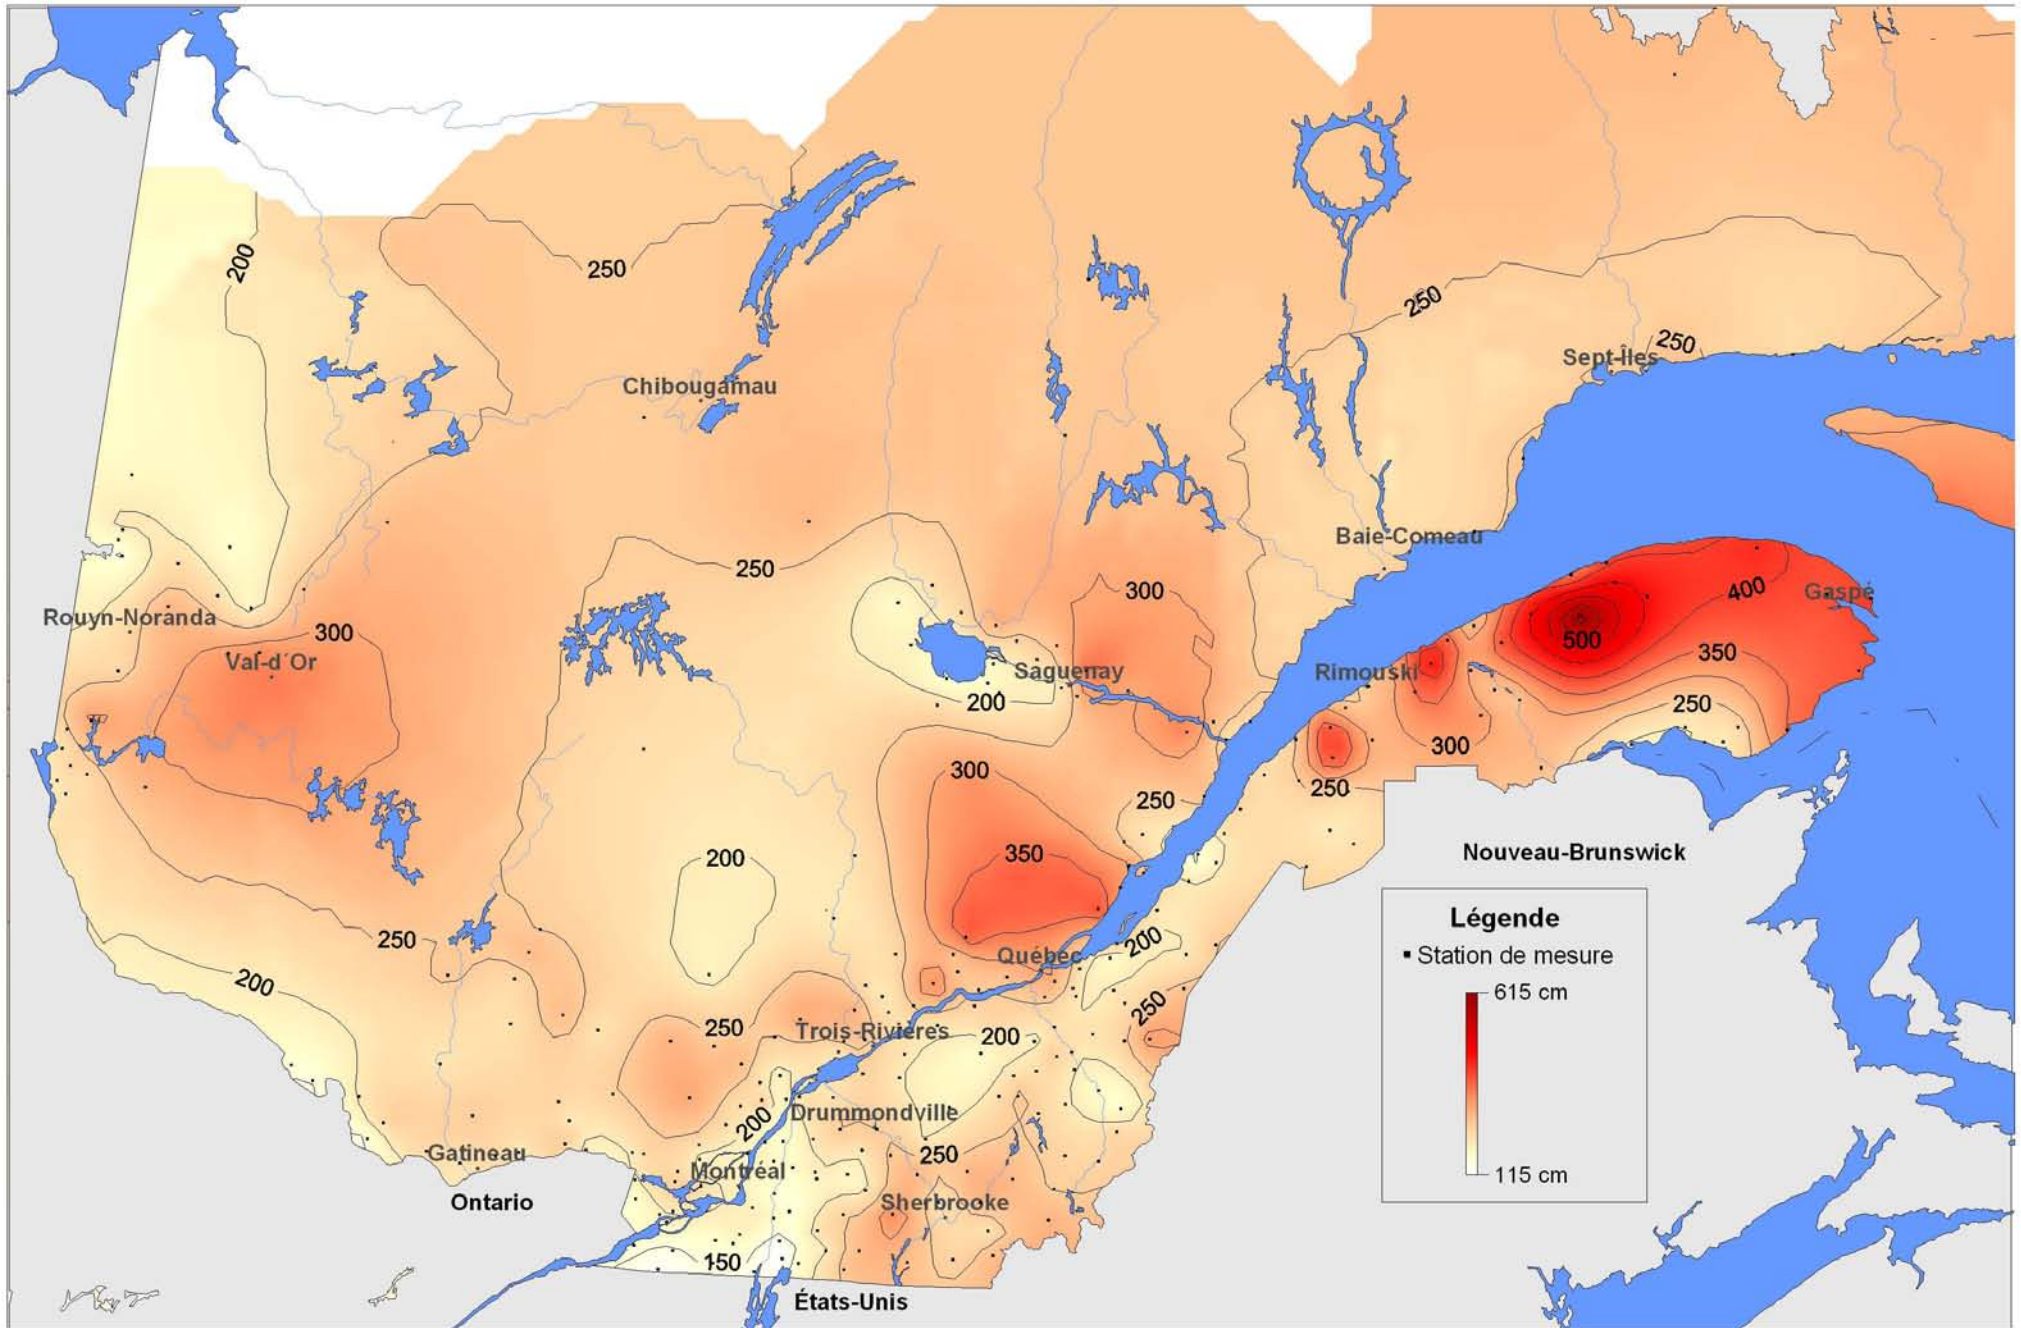 200
250
250
Sept-Îles
250
Chibougamau
Baie-Comeau
250
300
400
Gaspé
Rouyn-Noranda
300
500
Val-d´Or
350
Saguenay
Rimouski
200
250
300
300
250
250
350
200
Nouveau-Brunswick
Légende
Station de mesure
615 cm
115 cm
250
200
Québec
200
250
250
Trois-Rivières
200
Drummondville
200
250
Gatineau
Montréal
Ontario
Sherbrooke
150
États-Unis